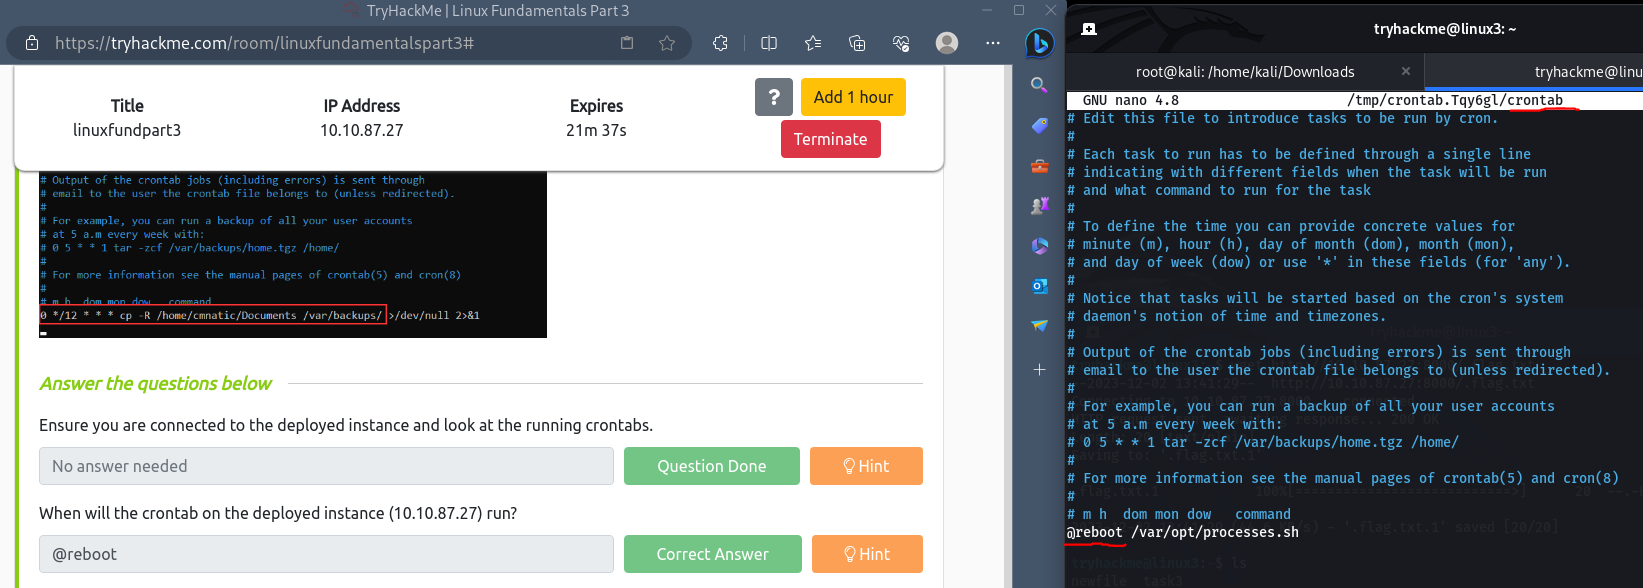 TryHackMe | Linux Fundamentals Part 3
https://tryhackme.com/room/linuxfundamentalspart3#
Title
IP Address
Expires
linuxfundpart3
10.10.87.27
21m 37s
?
Add 1 hour
Terminate
# Output of the crontab jobs (including errors) is sent through
# email to the user the crontab file belongs to (unless redirected).
#
# For example, you can run a backup of all your user accounts
# at 5 a.m every week with:
# 0 5 * * 1 tar -zcf /var/backups/home.tgz /home/
#
# For more information see the manual pages of crontab(5) and cron(8)
#
# m h  dom mon dow   command
0 */12 * * * cp -R /home/cmnatic/Documents /var/backups/ >/dev/null 2>&1
Answer the questions below
Ensure you are connected to the deployed instance and look at the running crontabs.
No answer needed
Question Done
Hint
When will the crontab on the deployed instance (10.10.87.27) run?
@reboot
Correct Answer
Hint
tryhackme@linux3: ~
root@kali: /home/kali/Downloads
tryhackme@linu
GNU nano 4.8
/tmp/crontab.Tqy6gl/crontab
# Edit this file to introduce tasks to be run by cron.
#
# Each task to run has to be defined through a single line
# indicating with different fields when the task will be run
# and what command to run for the task
#
# To define the time you can provide concrete values for
# minute (m), hour (h), day of month (dom), month (mon),
# and day of week (dow) or use '*' in these fields (for 'any').
#
# Notice that tasks will be started based on the cron's system
# daemon's notion of time and timezones.
#
# Output of the crontab jobs (including errors) is sent through
# email to the user the crontab file belongs to (unless redirected).
#
# For example, you can run a backup of all your user accounts
# at 5 a.m every week with:
# 0 5 * * 1 tar -zcf /var/backups/home.tgz /home/
#
# For more information see the manual pages of crontab(5) and cron(8)
#
# m h  dom mon dow   command
@reboot /var/opt/processes.sh
tryhackme@linux3:~$ ls
newfile  task3